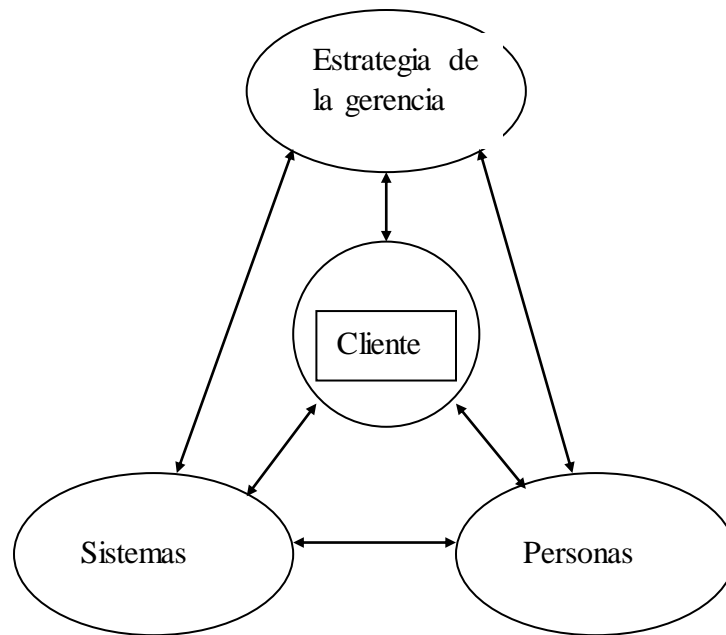 Estrategia de
la gerencia
Cliente
Sistemas
Personas